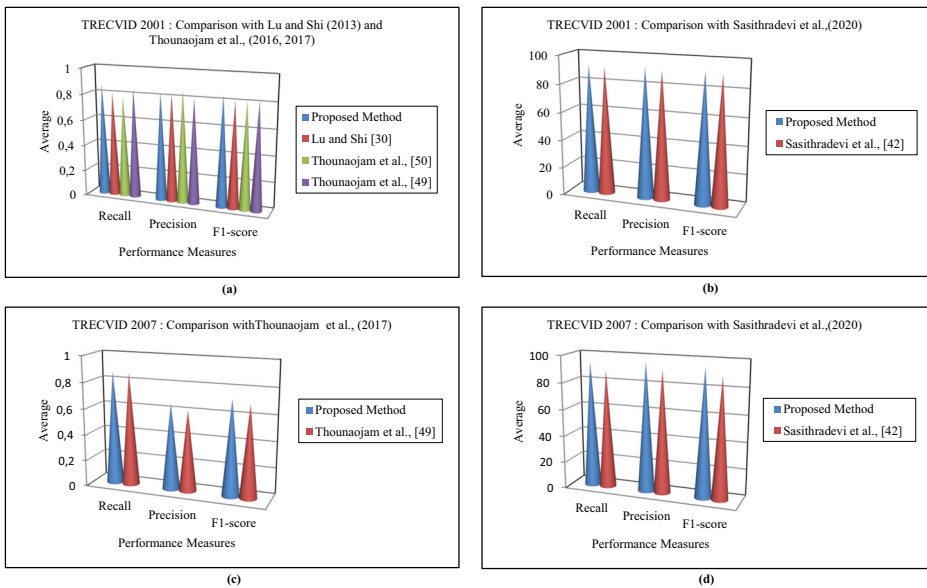 TRECVID 2001 : Comparison with Lu and Shi (2013) and
Thounaojam et al., (2016, 2017)
1
0,8
0,6
0,4
0,2
0
Average
Recall
Precision
F1-score
Performance Measures
Proposed Method
Lu and Shi [30]
Thounaojam et al., [50]
Thounaojam et al., [49]
(a)
TRECVID 2001 : Comparison with Sasithradevi et al.,(2020)
100
80
60
40
20
0
Average
Recall
Precision
F1-score
Performance Measures
Proposed Method
Sasithradevi et al., [42]
(b)
TRECVID 2007 : Comparison withThounaojam et al., (2017)
1
0,8
0,6
0,4
0,2
0
Average
Recall
Precision
F1-score
Performance Measures
Proposed Method
Thounaojam et al., [49]
(c)
TRECVID 2007 : Comparison with Sasithradevi et al.,(2020)
100
80
60
40
20
0
Average
Recall
Precision
F1-score
Performance Measures
Proposed Method
Sasithradevi et al., [42]
(d)